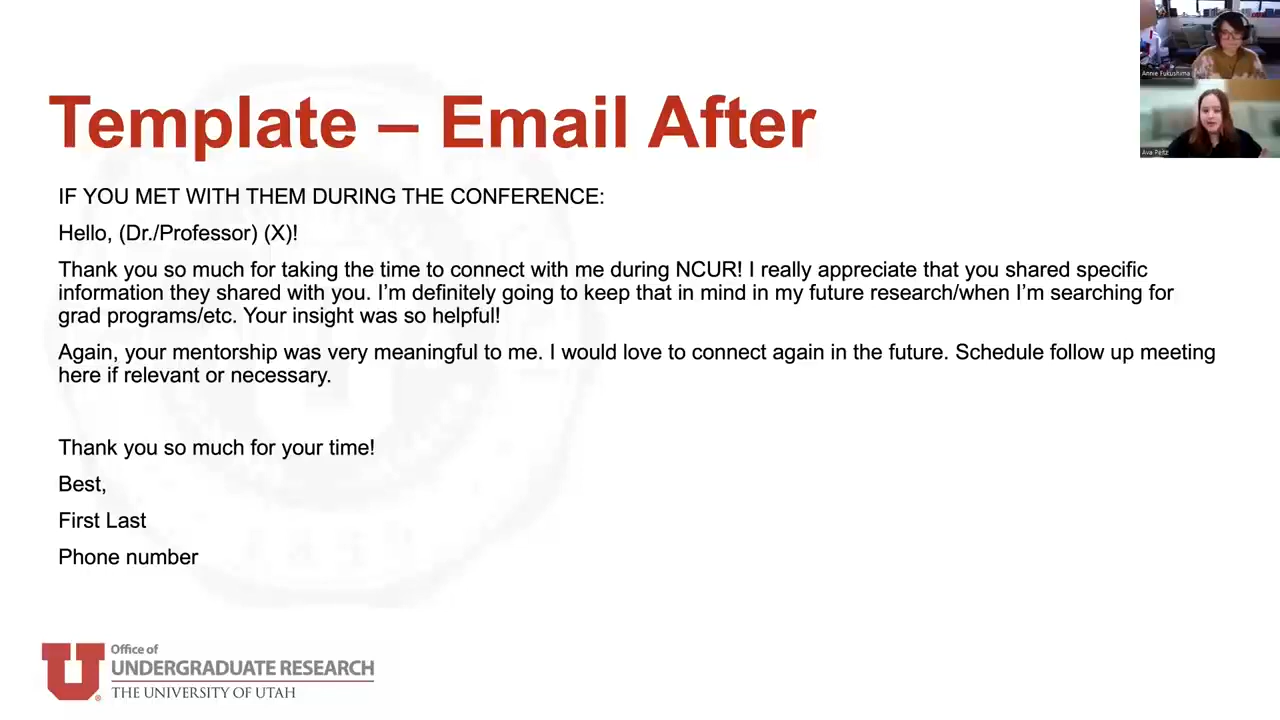 Template – Email After
IF YOU MET WITH THEM DURING THE CONFERENCE:
Hello, (Dr./Professor) (X)!
Thank you so much for taking the time to connect with me during NCUR! I really appreciate that you shared specific
information they shared with you. I’m definitely going to keep that in mind in my future research/when I’m searching for
grad programs/etc. Your insight was so helpful!
Again, your mentorship was very meaningful to me. I would love to connect again in the future. Schedule follow up meeting
here if relevant or necessary.
Thank you so much for your time!
Best,
First Last
Phone number
Annie Fukushima
Ava Peitz
Office of
UNDERGRADUATE RESEARCH
THE UNIVERSITY OF UTAH